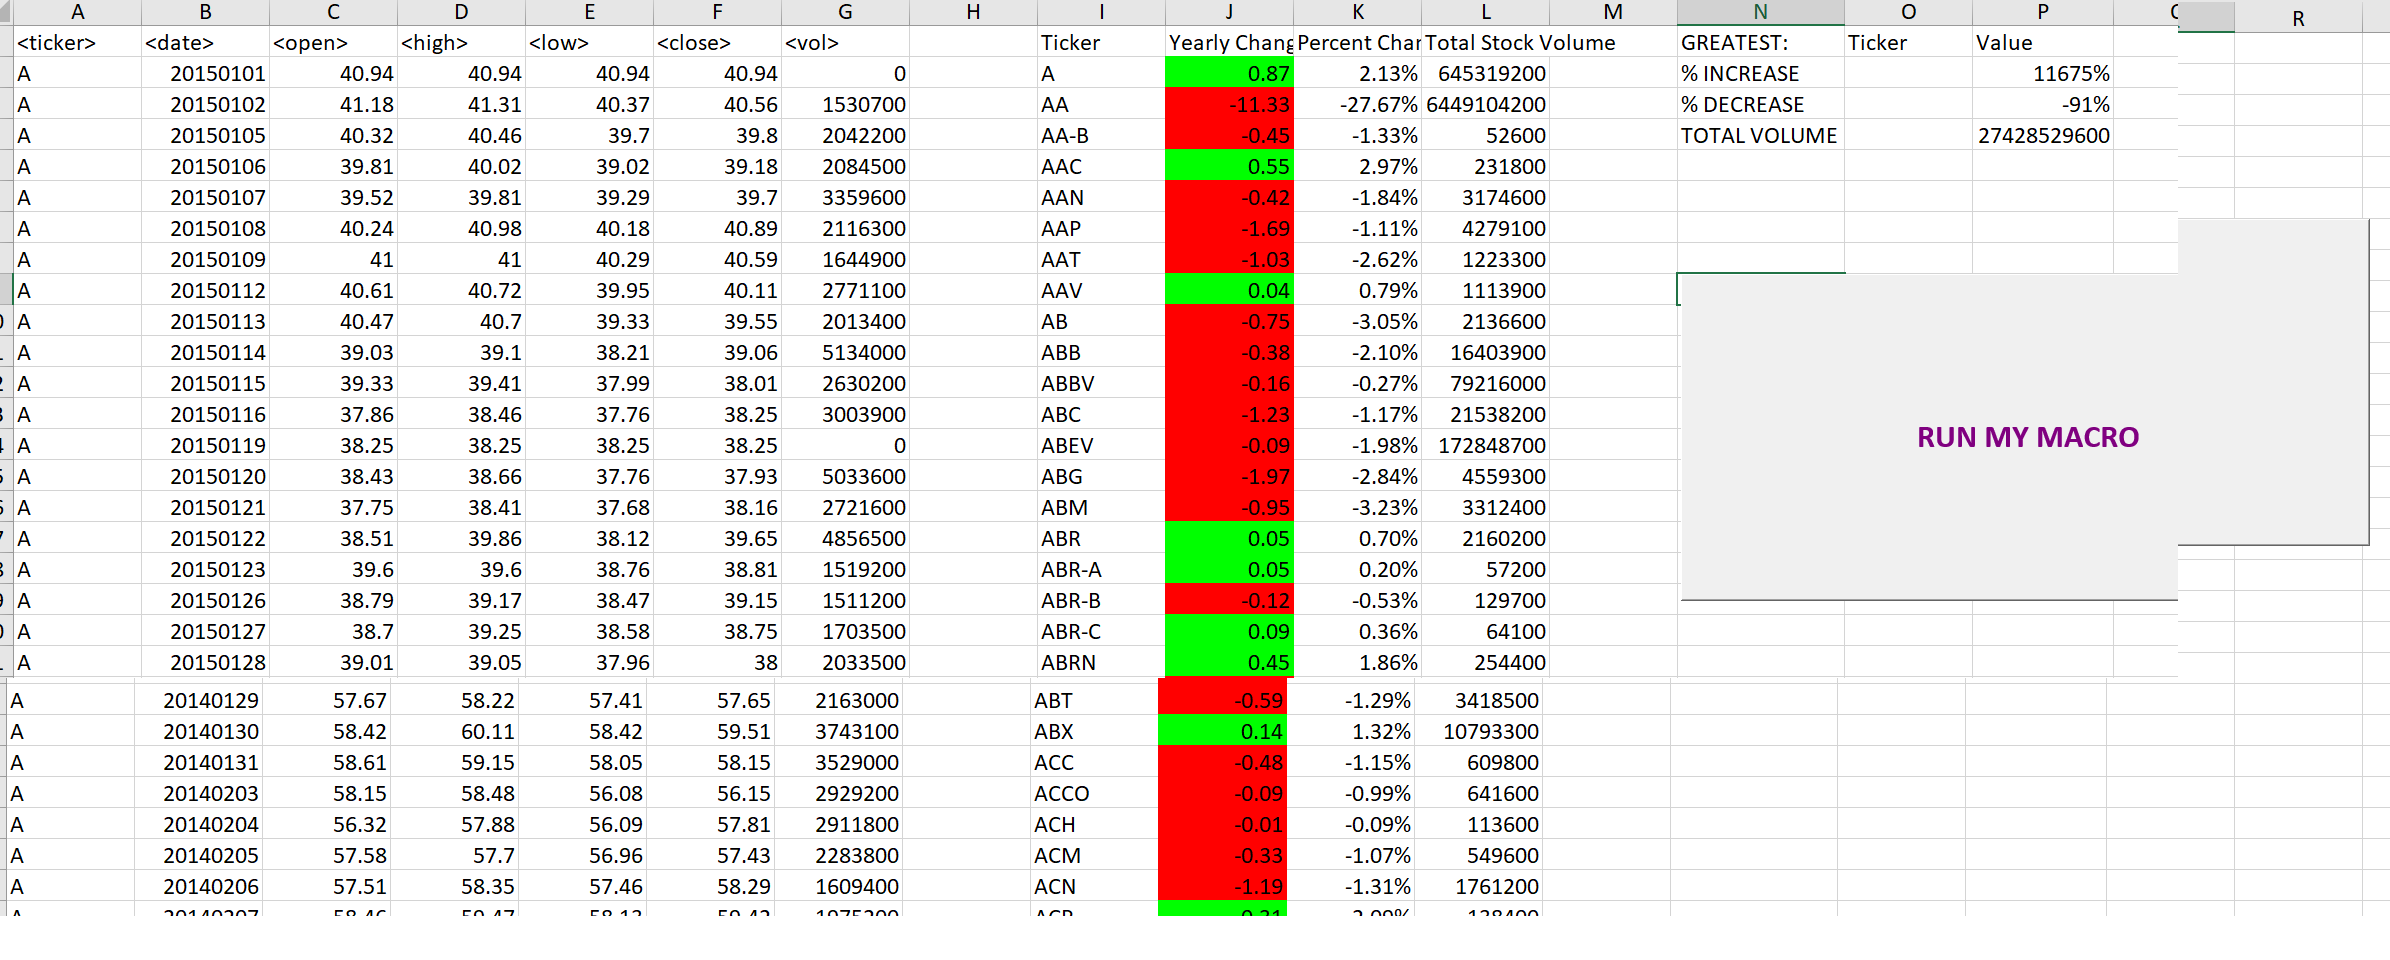 A B C D E F G H I J K L M N O P R
<ticker> <date> <open> <high> <low> <close> <vol> Ticker Yearly Chang Percent Char Total Stock Volume GREATEST: Ticker Value
A 20150101 40.94 40.94 40.94 40.94 0 A 0.87 2.13% 645319200 % INCREASE 11675%
A 20150102 41.18 41.31 40.37 40.56 1530700 AA -11.33 -27.67% 6449104200 % DECREASE -91%
A 20150105 40.32 40.46 39.7 39.8 2042200 AA-B -0.45 -1.33% 52600 TOTAL VOLUME 27428529600
A 20150106 39.81 40.02 39.02 39.18 2084500 AAC 0.55 2.97% 231800
A 20150107 39.52 39.81 39.29 39.7 3359600 AAN -0.42 -1.84% 3174600
A 20150108 40.24 40.98 40.18 40.89 2116300 AAP -1.69 -1.11% 4279100
A 20150109 41 41 40.29 40.59 1644900 AAT -1.03 -2.62% 1223300
A 20150112 40.61 40.72 39.95 40.11 2771100 AAV 0.04 0.79% 1113900
A 20150113 40.47 40.7 39.33 39.55 2013400 AB -0.75 -3.05% 2136600
A 20150114 39.03 39.1 38.21 39.06 5134000 ABB -0.38 -2.10% 16403900
A 20150115 39.33 39.41 37.99 38.01 2630200 ABBV -0.16 -0.27% 79216000
A 20150116 37.86 38.46 37.76 38.25 3003900 ABC -1.23 -1.17% 21538200
RUN MY MACRO
A 20150119 38.25 38.25 38.25 38.25 0 ABEV -0.09 -1.98% 172848700
A 20150120 38.43 38.66 37.76 37.93 5033600 ABG -1.97 -2.84% 4559300
A 20150121 37.75 38.41 37.68 38.16 2721600 ABM -0.95 -3.23% 3312400
A 20150122 38.51 39.86 38.12 39.65 4856500 ABR 0.05 0.70% 2160200
A 20150123 39.6 39.6 38.76 38.81 1519200 ABR-A 0.05 0.20% 57200
A 20150126 38.79 39.17 38.47 39.15 1511200 ABR-B -0.12 -0.53% 129700
A 20150127 38.7 39.25 38.58 38.75 1703500 ABR-C 0.09 0.36% 64100
A 20150128 39.01 39.05 37.96 38 2033500 ABRN 0.45 1.86% 254400
A 20140129 57.67 58.22 57.41 57.65 2163000 ABT -0.59 -1.29% 3418500
A 20140130 58.42 60.11 58.42 59.51 3743100 ABX 0.14 1.32% 10793300
A 20140131 58.61 59.15 58.05 58.15 3529000 ACC -0.48 -1.15% 609800
A 20140203 58.15 58.48 56.08 56.15 2929200 ACCO -0.09 -0.99% 641600
A 20140204 56.32 57.88 56.09 57.81 2911800 ACH -0.01 -0.09% 113600
A 20140205 57.58 57.7 56.96 57.43 2283800 ACM -0.33 -1.07% 549600
A 20140206 57.51 58.35 57.46 58.29 1609400 ACN -1.19 -1.31% 1761200